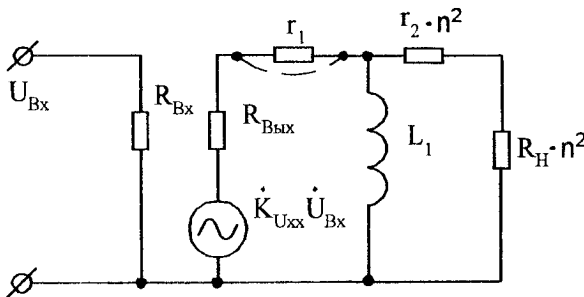 r₁
r₂·n²
U_Вх
R_Вх
R_Вых
L₁
R_Н·n²
K̇_Uхх U̇_Вх